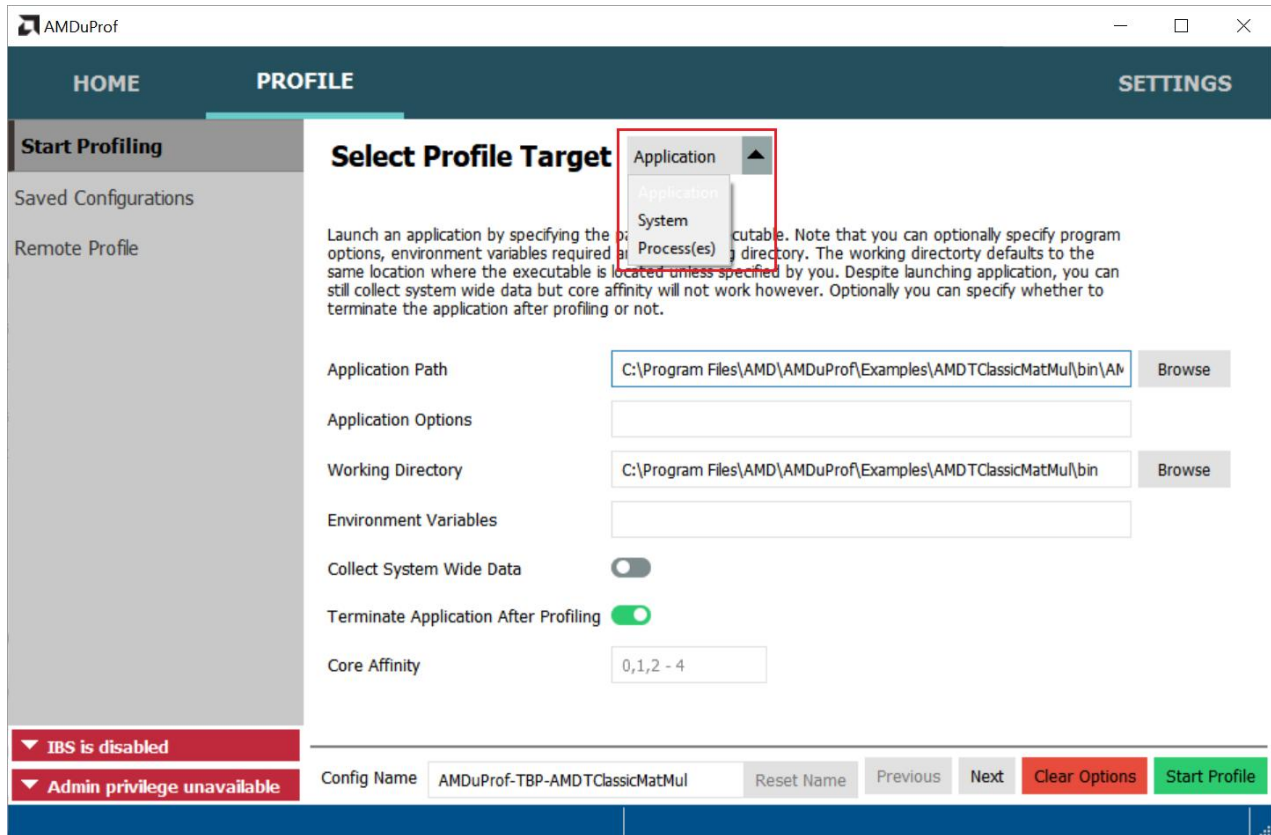 AMDuProf
HOME
PROFILE
SETTINGS
Start Profiling
Saved Configurations
Remote Profile
Select Profile Target
Application
Application
System
Process(es)
Launch an application by specifying the cutable. Note that you can optionally specify program
options, environment variables required directory. The working directorty defaults to the
same location where the executable is located unless specified by you. Despite launching application, you can
still collect system wide data but core affinity will not work however. Optionally you can specify whether to
terminate the application after profiling or not.
Application Path
C:\Program Files\AMD\AMDuProf\Examples\AMDTClassicMatMul\bin\AM
Browse
Application Options
Working Directory
C:\Program Files\AMD\AMDuProf\Examples\AMDTClassicMatMul\bin
Browse
Environment Variables
Collect System Wide Data
Terminate Application After Profiling
Core Affinity
0,1,2 - 4
IBS is disabled
Admin privilege unavailable
Config Name
AMDuProf-TBP-AMDTClassicMatMul
Reset Name
Previous
Next
Clear Options
Start Profile